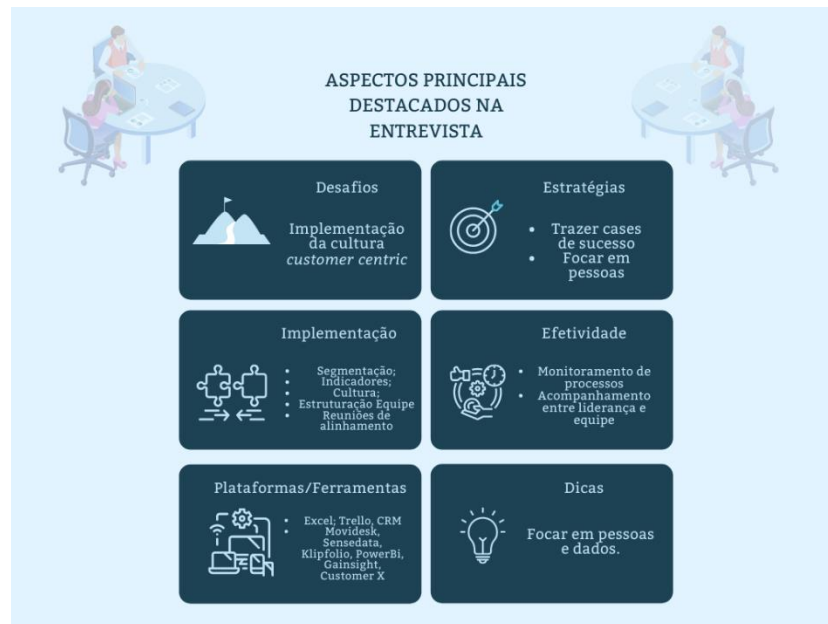 ASPECTOS PRINCIPAIS
DESTACADOS NA
ENTREVISTA
Desafios
Implementação
da cultura
customer centric
Estratégias
• Trazer cases
de sucesso
• Focar em
pessoas
Implementação
• Segmentação;
• Indicadores;
• Cultura;
• Estruturação Equipe
• Reuniões de
alinhamento
Efetividade
• Monitoramento de
processos
• Acompanhamento
entre liderança e
equipe
Plataformas/Ferramentas
• Excel; Trello, CRM
• Movidesk,
Sensedata,
Klipfolio, PowerBi,
Gainsight,
Customer X
Dicas
Focar em pessoas
e dados.